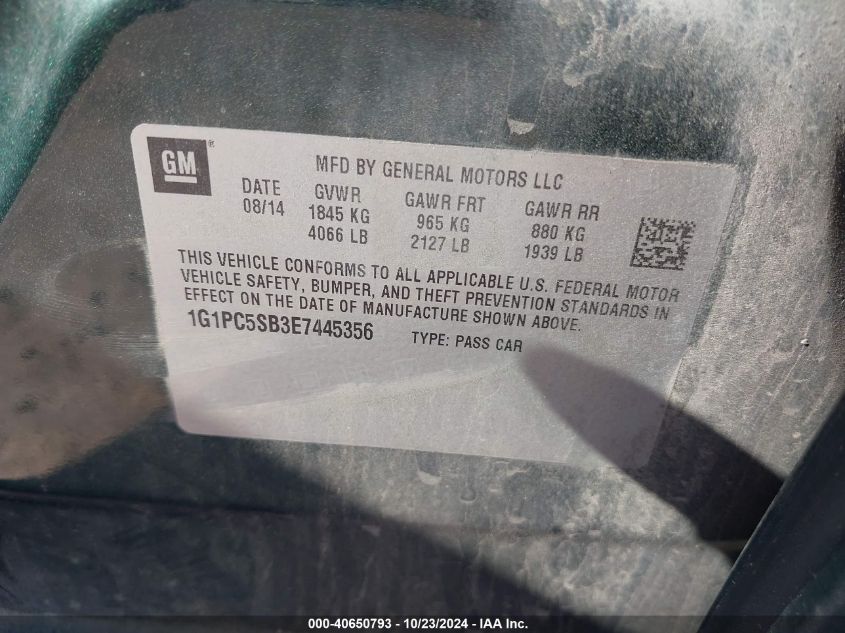 GM®
MFD BY GENERAL MOTORS LLC
DATE GVWR GAWR FRT GAWR RR
08/14 1845 KG 965 KG 880 KG
4066 LB 2127 LB 1939 LB
THIS VEHICLE CONFORMS TO ALL APPLICABLE U.S. FEDERAL MOTOR
VEHICLE SAFETY, BUMPER, AND THEFT PREVENTION STANDARDS IN
EFFECT ON THE DATE OF MANUFACTURE SHOWN ABOVE.
1G1PC5SB3E7445356 TYPE: PASS CAR
000-40650793 - 10/23/2024 - IAA Inc.